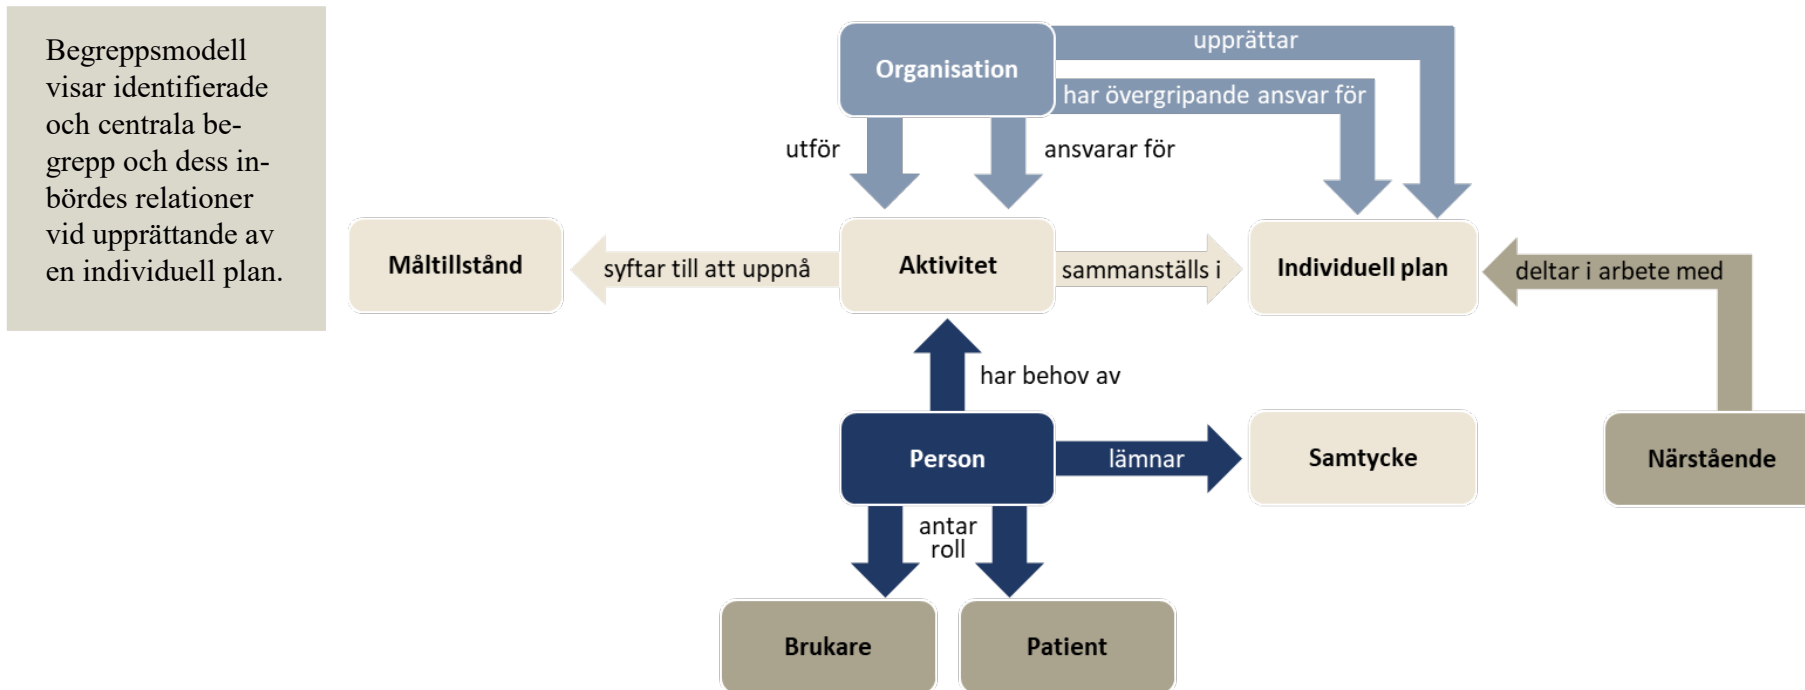 Begreppsmodell
visar identifierade
och centrala be-
grepp och dess in-
bördes relationer
vid upprättande av
en individuell plan.
upprättar
Organisation
har övergripande ansvar för
utför
ansvarar för
Måltillstånd
syftar till att uppnå
Aktivitet
sammanställs i
Individuell plan
deltar i arbete med
har behov av
Person
lämnar
Samtycke
Närstående
antar
roll
Brukare
Patient